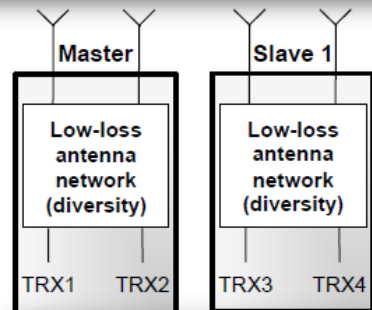 Master
Slave 1
Low-loss
antenna
network
(diversity)
Low-loss
antenna
network
(diversity)
TRX1 TRX2
TRX3 TRX4